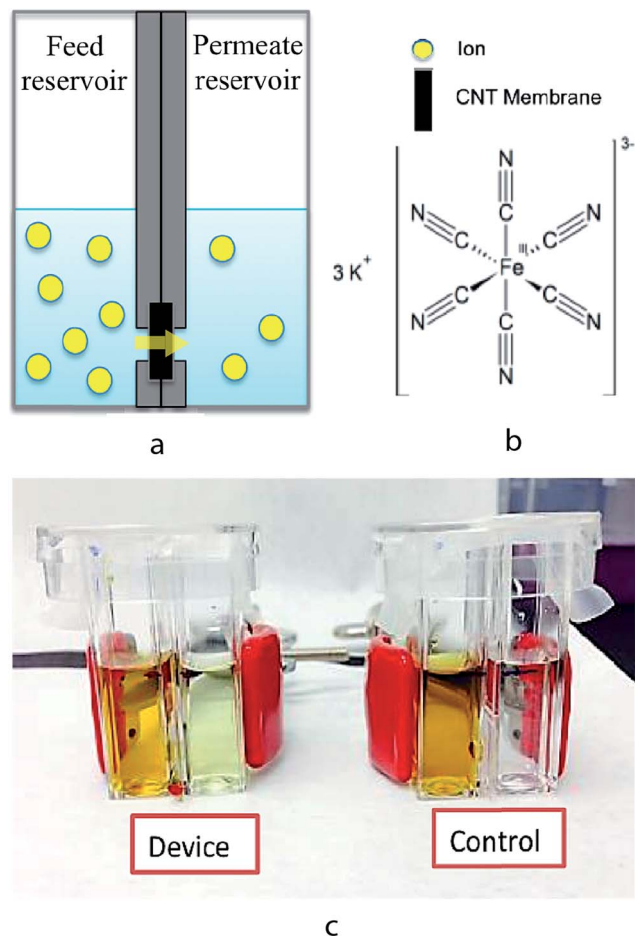 Feed
reservoir
Permeate
reservoir
Ion
CNT Membrane
3 K⁺
N
C
N
C
C
N
Fe
III
N
C
C
N
C
N
3-
a
b
Device
Control
c